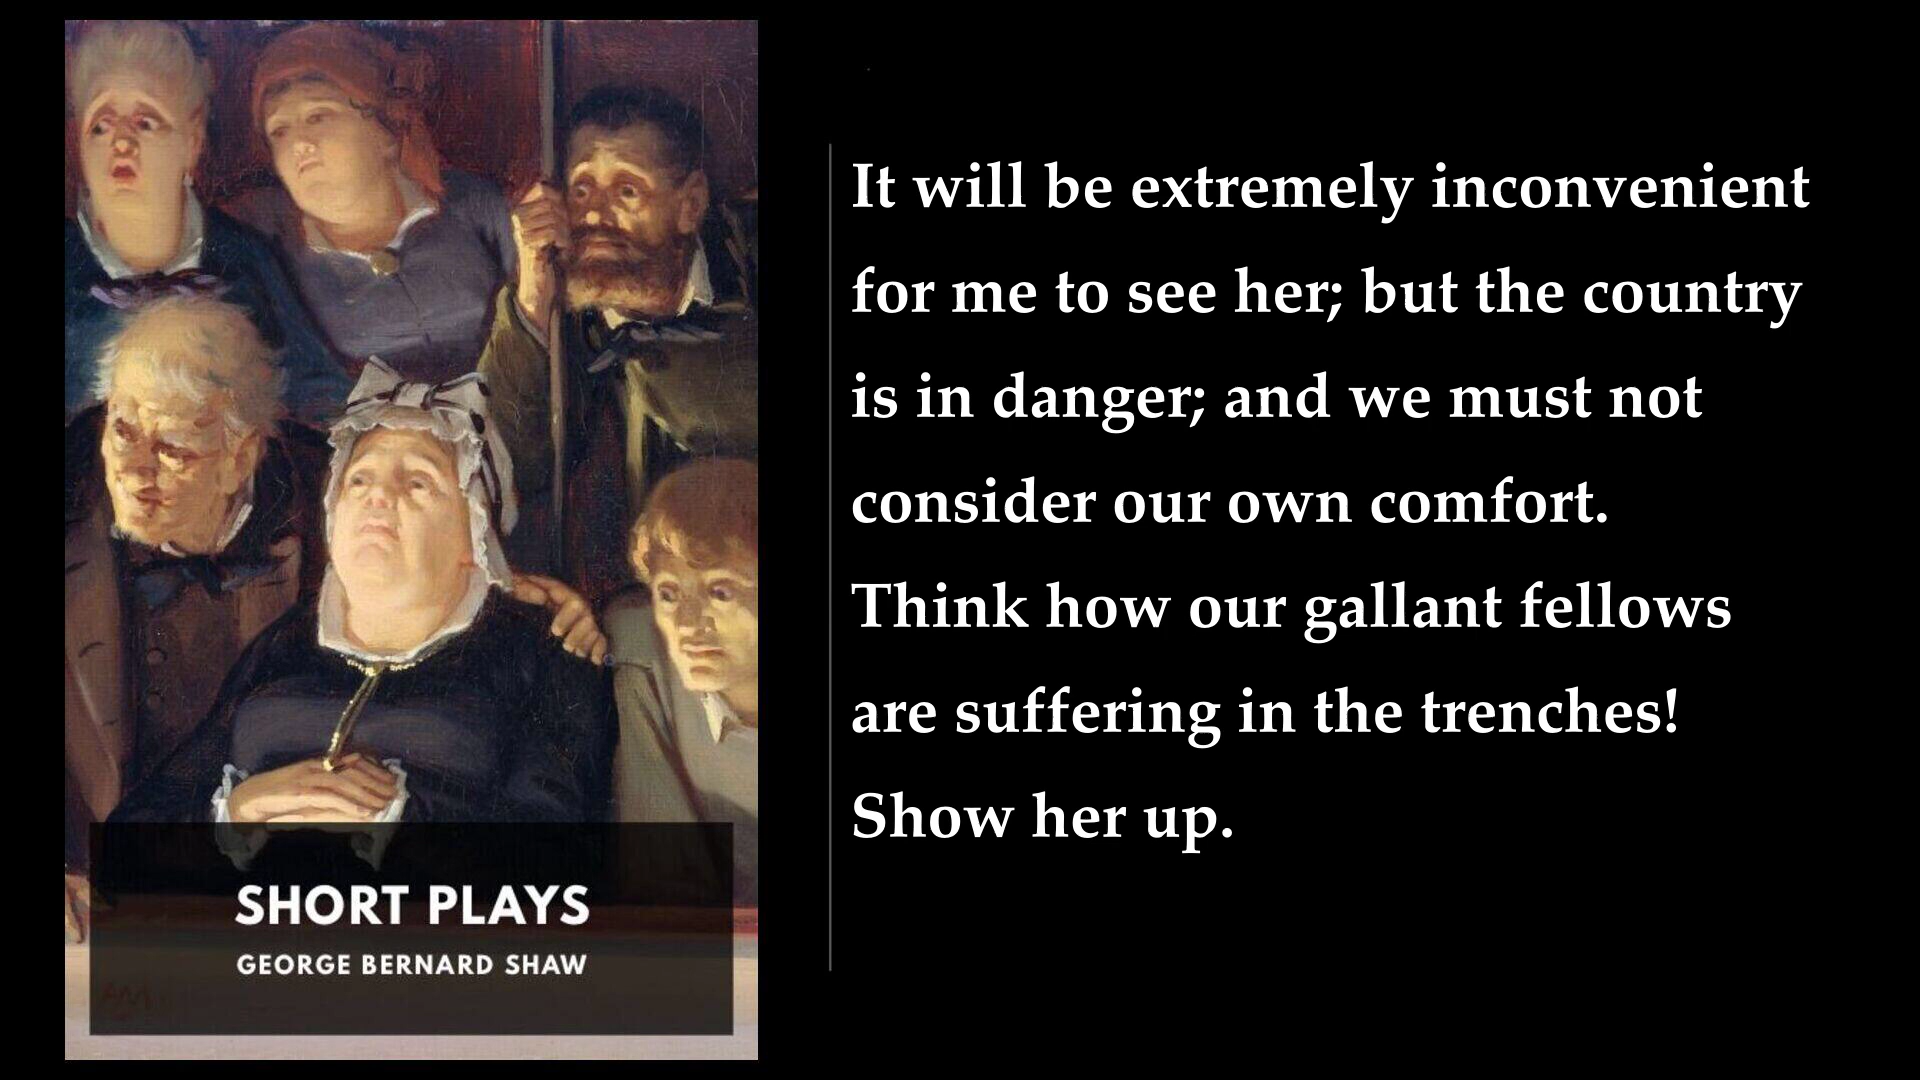 It will be extremely inconvenient
for me to see her; but the country
is in danger; and we must not
consider our own comfort.
Think how our gallant fellows
are suffering in the trenches!
Show her up.
SHORT PLAYS
GEORGE BERNARD SHAW